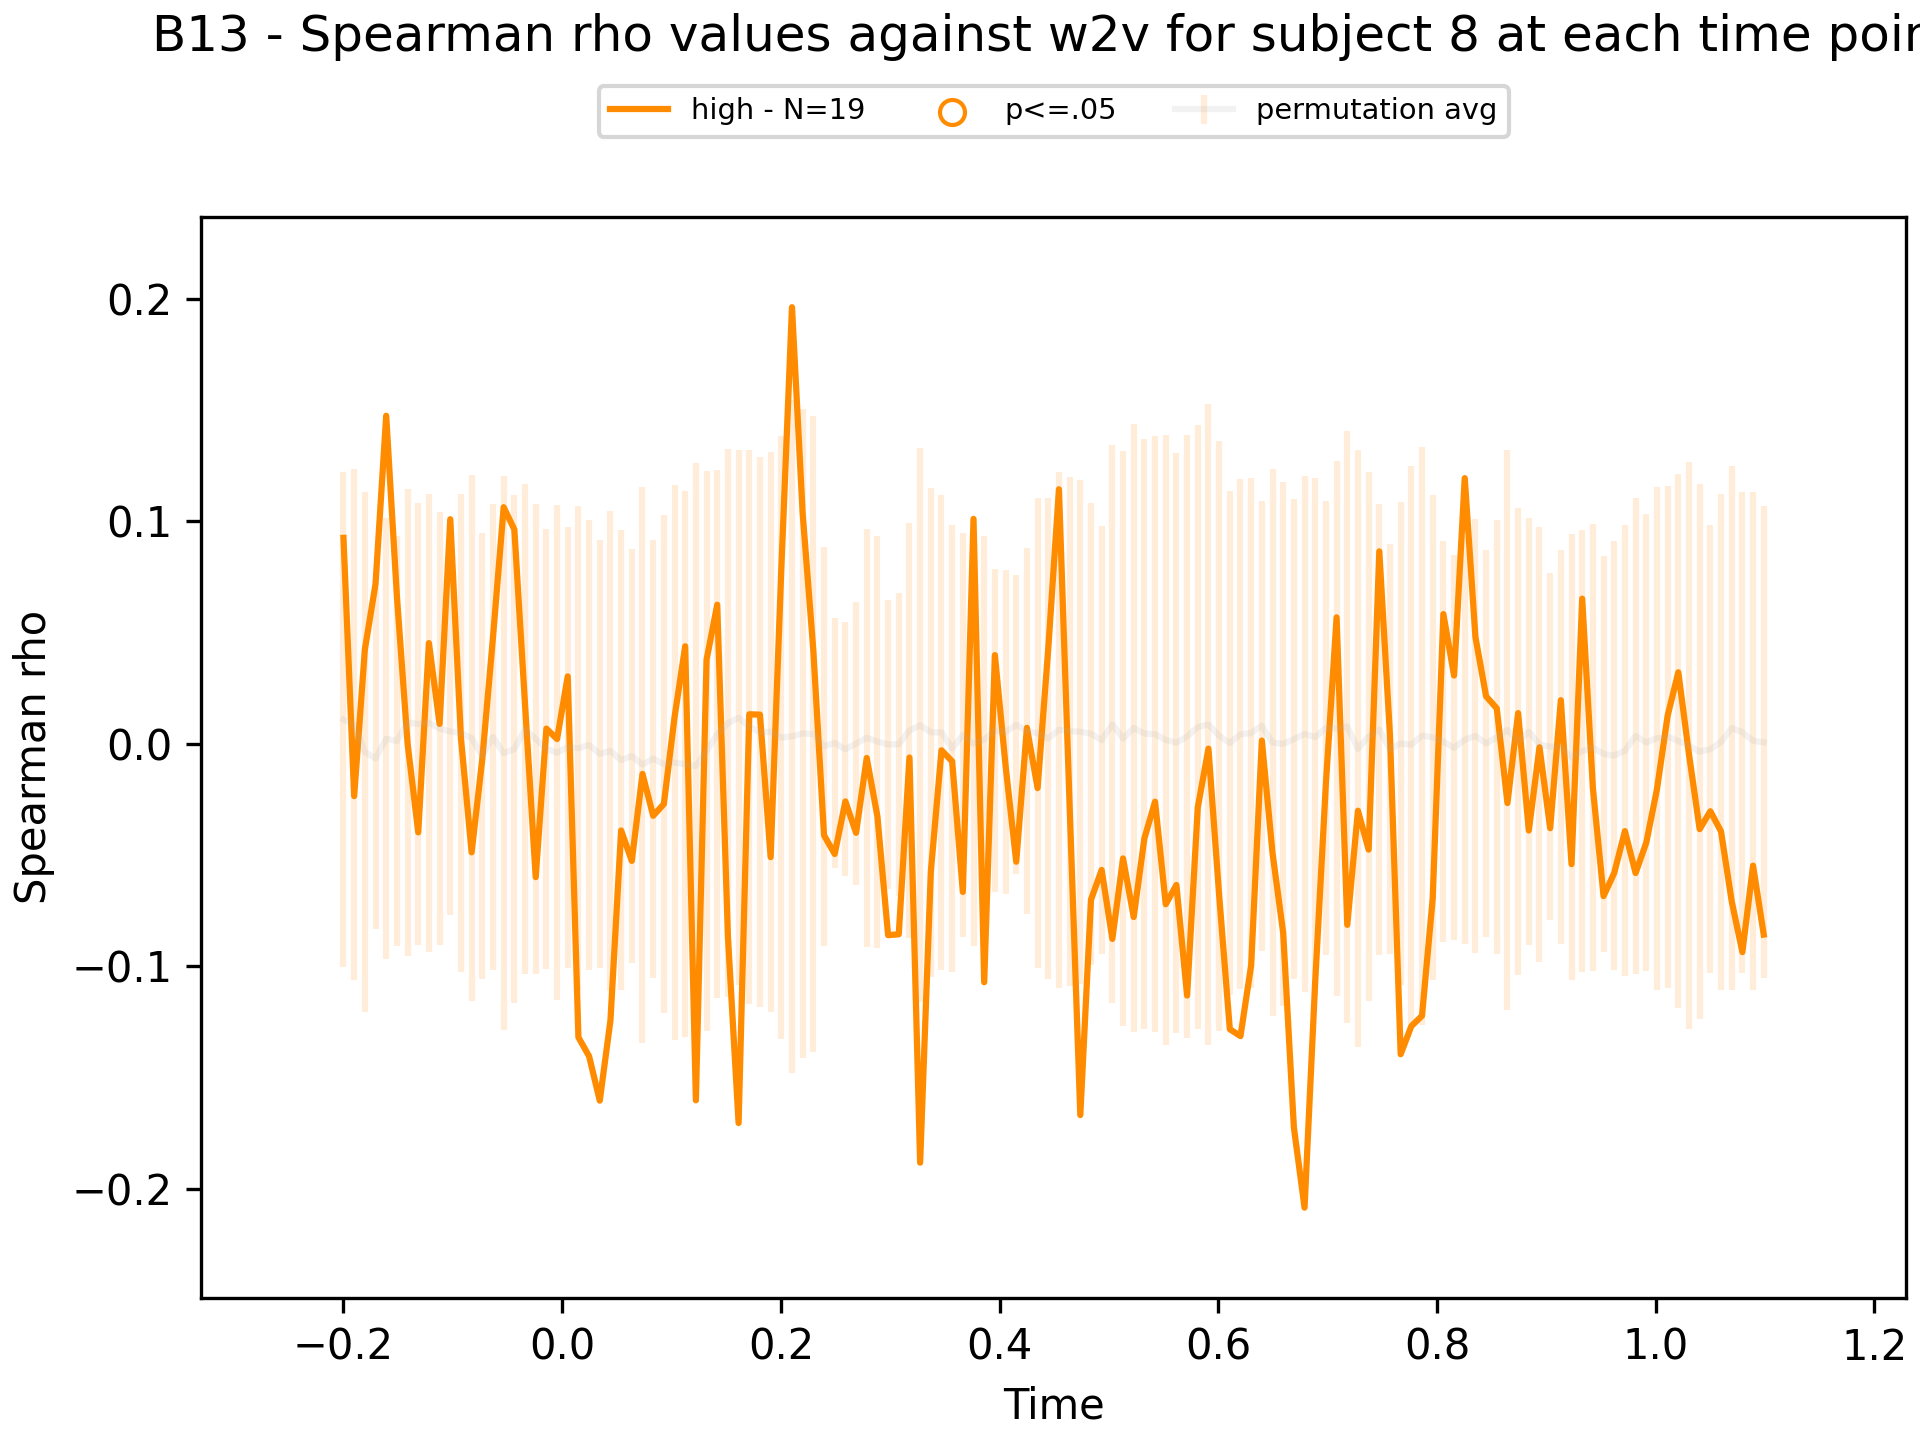 B13 - Spearman rho values against w2v for subject 8 at each time poin
high - N=19 p<=.05 permutation avg
Spearman rho
0.2
0.1
0.0
−0.1
−0.2
−0.2 0.0 0.2 0.4 0.6 0.8 1.0 1.2
Time